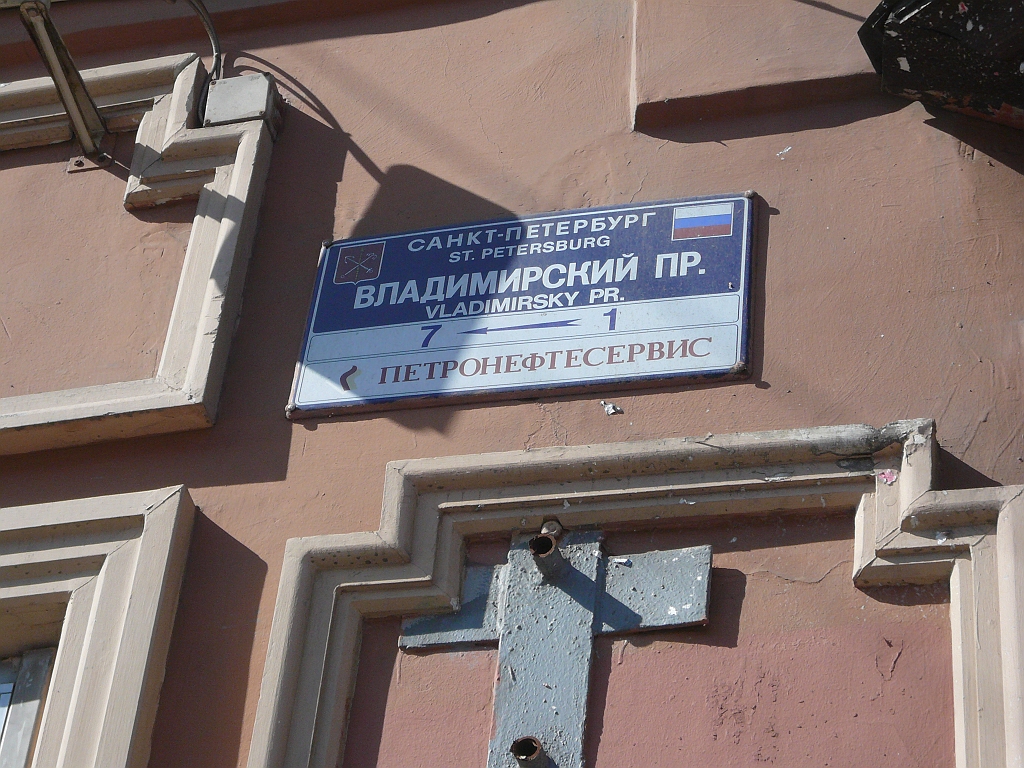 САНКТ-ПЕТЕРБУРГ
ST. PETERSBURG
ВЛАДИМИРСКИЙ ПР.
VLADIMIRSKY PR.
7 1
ПЕТРОНЕФТЕСЕРВИС